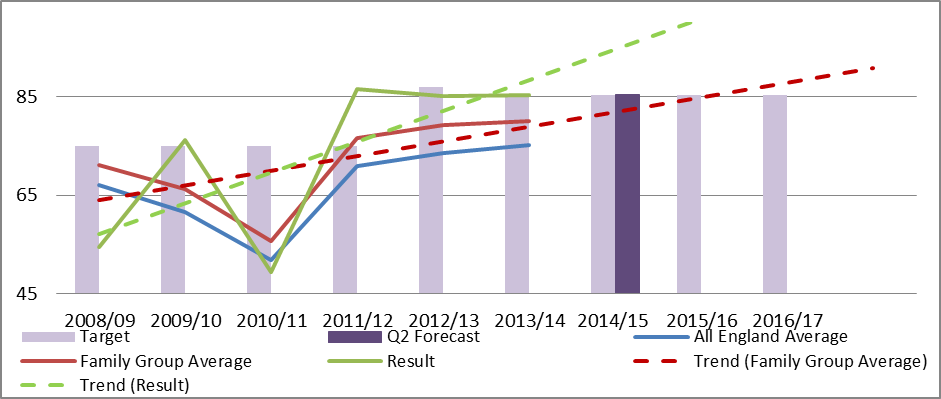 85
65
45
2008/09 2009/10 2010/11 2011/12 2012/13 2013/14 2014/15 2015/16 2016/17
Target Q2 Forecast All England Average
Family Group Average Result Trend (Family Group Average)
Trend (Result)